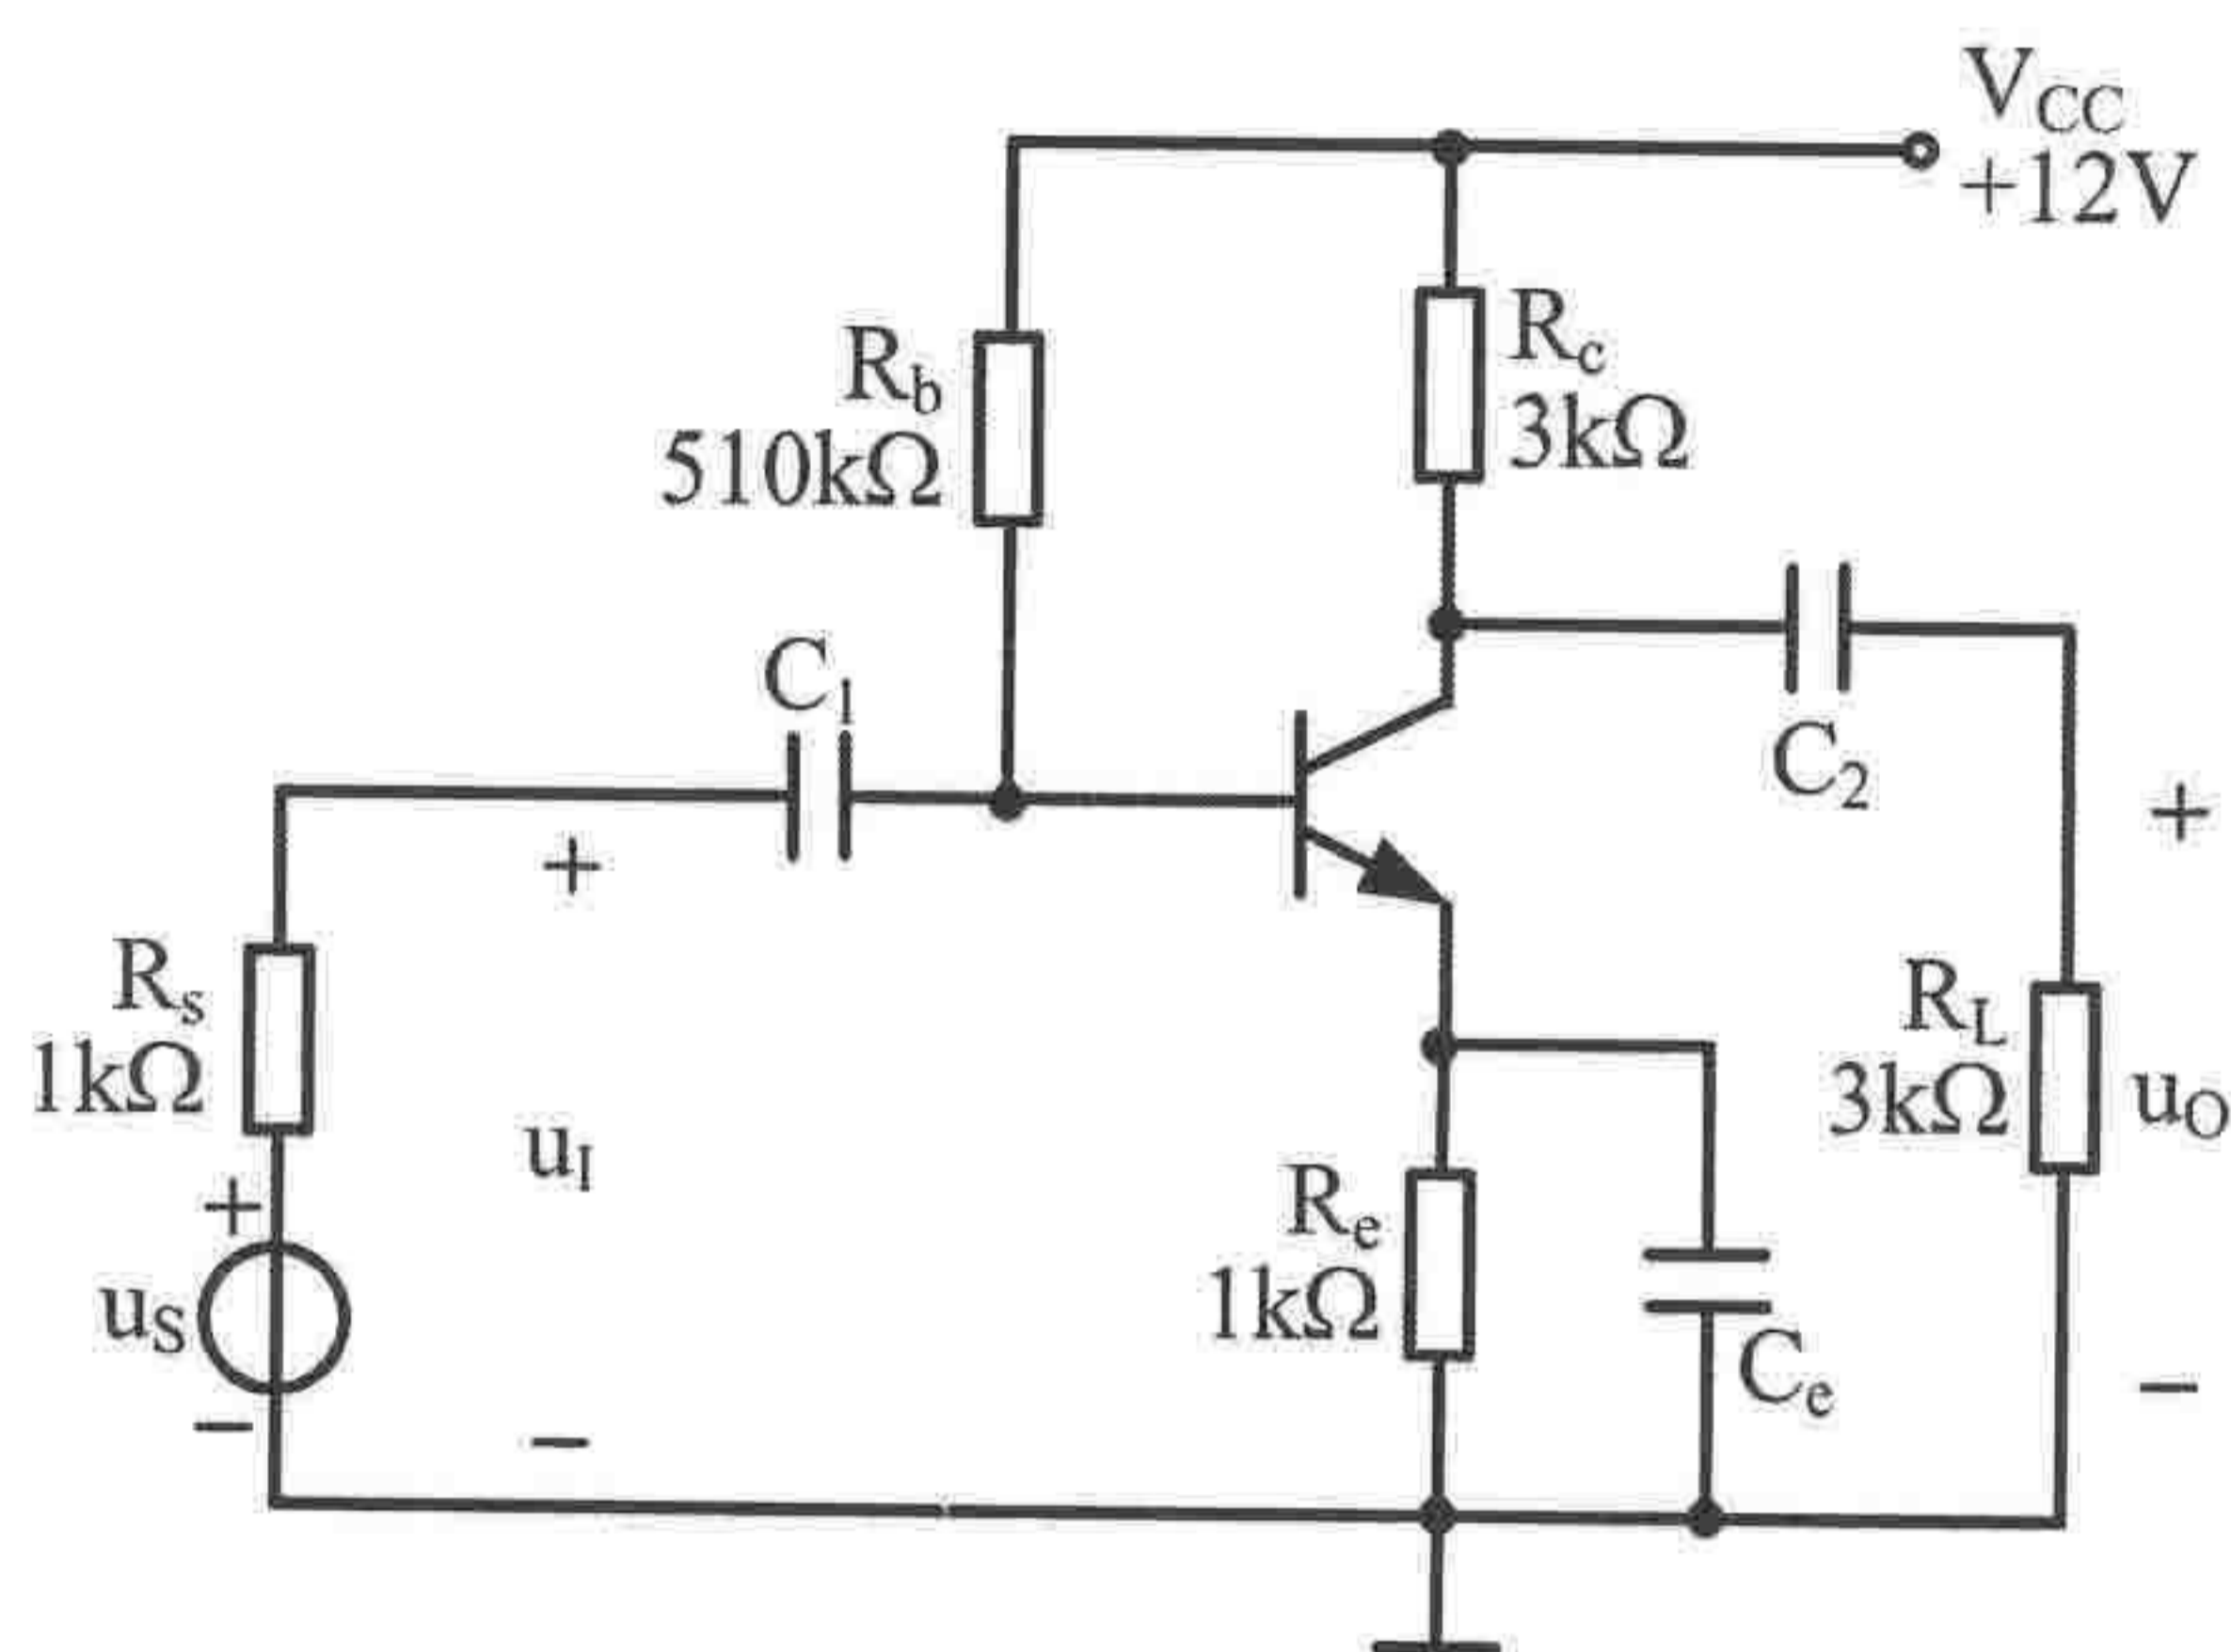 V_CC
+12V
R_b
510kΩ
R_c
3kΩ
C_1
C_2
+
+
R_s
1kΩ
R_L
3kΩ
u_O
u_I
+
u_S
R_e
1kΩ
C_e
−
−
−